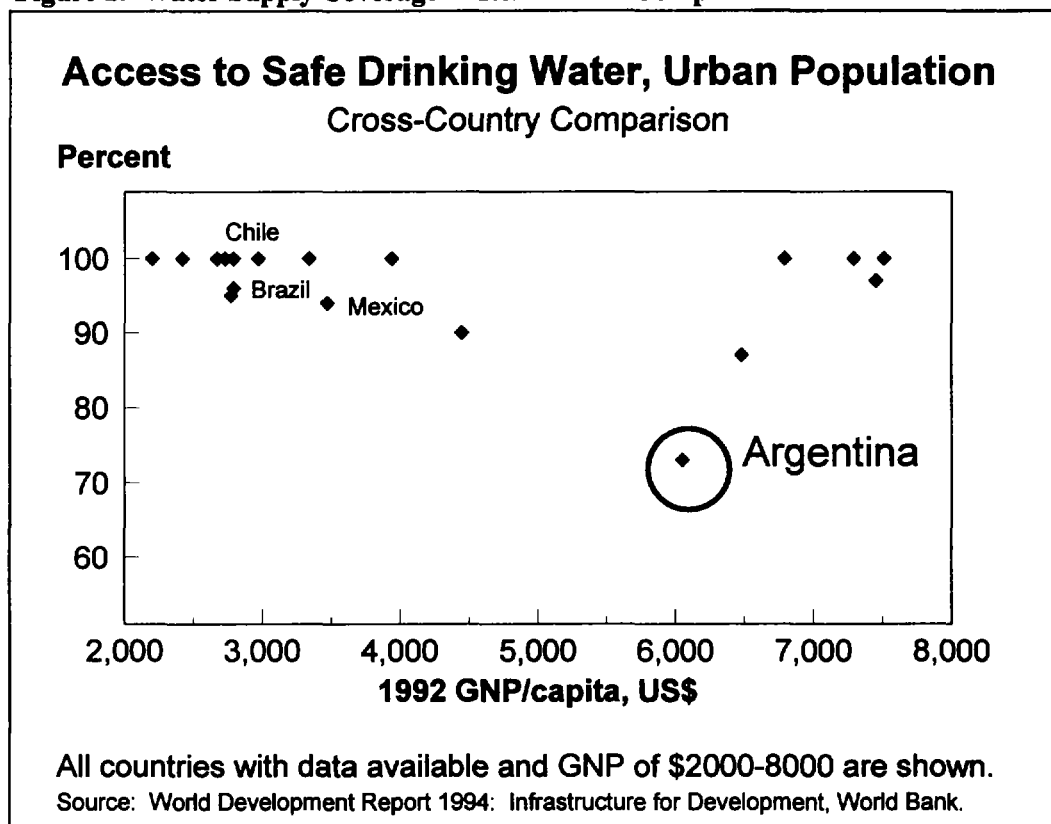 Access to Safe Drinking Water, Urban Population
Cross-Country Comparison
Percent
Chile
100
Brazil
Mexico
90
80
Argentina
70
60
2,000 3,000 4,000 5,000 6,000 7,000 8,000
1992 GNP/capita, US$
All countries with data available and GNP of $2000-8000 are shown.
Source: World Development Report 1994: Infrastructure for Development, World Bank.